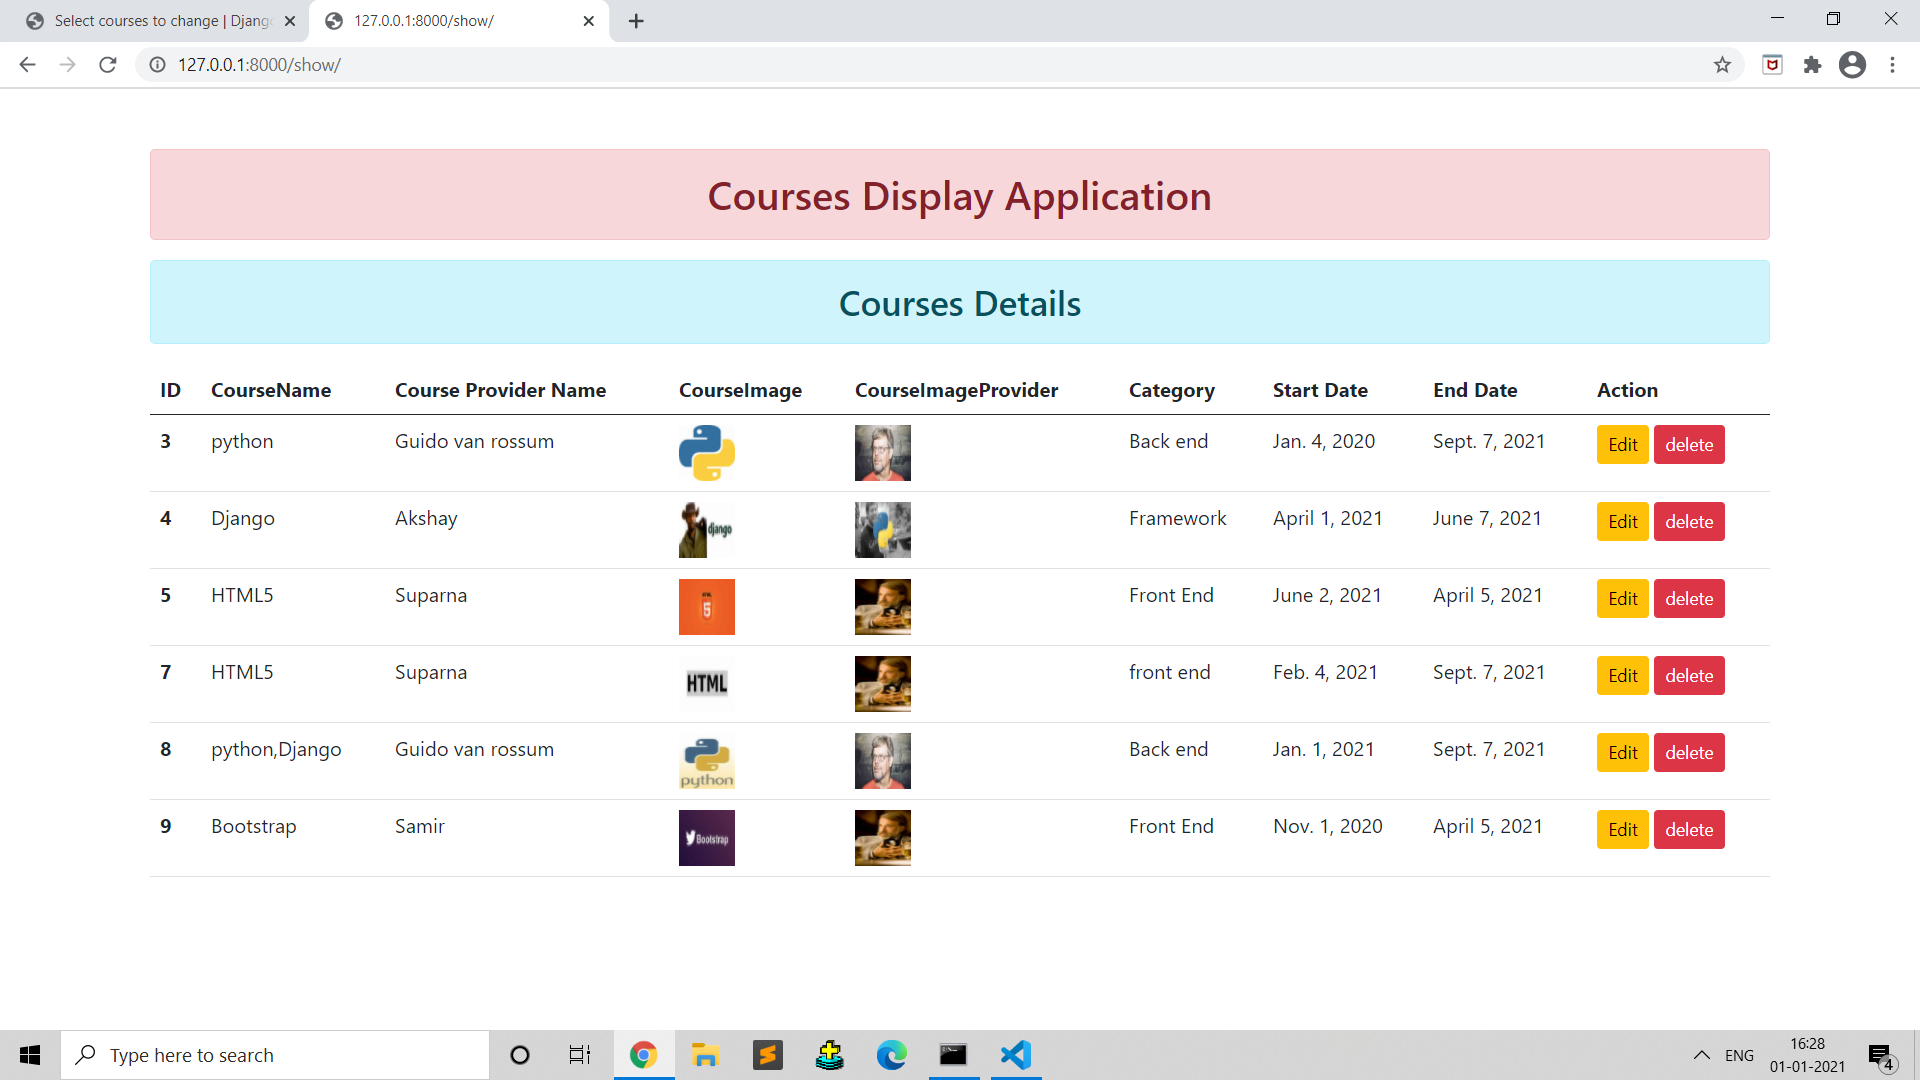 Select courses to change | Djang
127.0.0.1:8000/show/
127.0.0.1:8000/show/
Courses Display Application
Courses Details
ID CourseName Course Provider Name CourseImage CourseImageProvider Category Start Date End Date Action
3 python Guido van rossum Back end Jan. 4, 2020 Sept. 7, 2021 Edit delete
4 Django Akshay django Framework April 1, 2021 June 7, 2021 Edit delete
5 HTML5 Suparna HTML 5 Front End June 2, 2021 April 5, 2021 Edit delete
7 HTML5 Suparna HTML front end Feb. 4, 2021 Sept. 7, 2021 Edit delete
8 python,Django Guido van rossum python Back end Jan. 1, 2021 Sept. 7, 2021 Edit delete
9 Bootstrap Samir Bootstrap Front End Nov. 1, 2020 April 5, 2021 Edit delete
Type here to search
ENG
16:28
01-01-2021
4